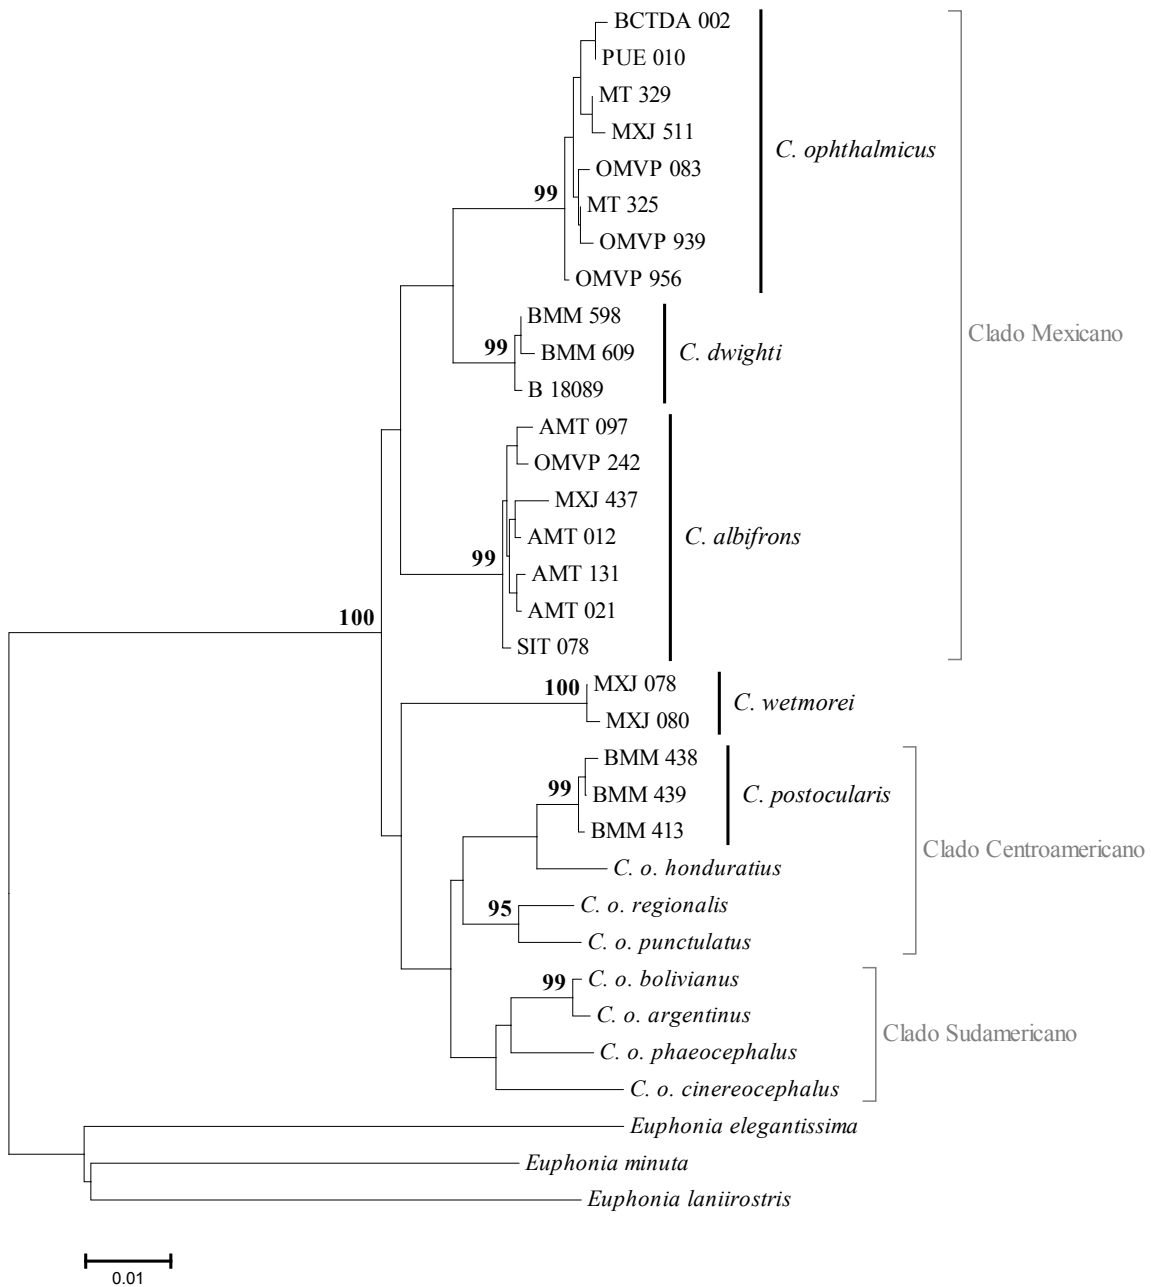 BCTDA 002
PUE 010
MT 329
MXJ 511
C. ophthalmicus
OMVP 083
99
MT 325
OMVP 939
OMVP 956
BMM 598
Clado Mexicano
99
BMM 609
C. dwighti
B 18089
AMT 097
OMVP 242
MXJ 437
AMT 012
C. albifrons
99
AMT 131
AMT 021
100
SIT 078
100
MXJ 078
C. wetmorei
MXJ 080
BMM 438
99
BMM 439
C. postocularis
BMM 413
Clado Centroamericano
C. o. honduratius
95
C. o. regionalis
C. o. punctulatus
99
C. o. bolivianus
C. o. argentinus
Clado Sudamericano
C. o. phaeocephalus
C. o. cinereocephalus
Euphonia elegantissima
Euphonia minuta
Euphonia laniirostris
0.01